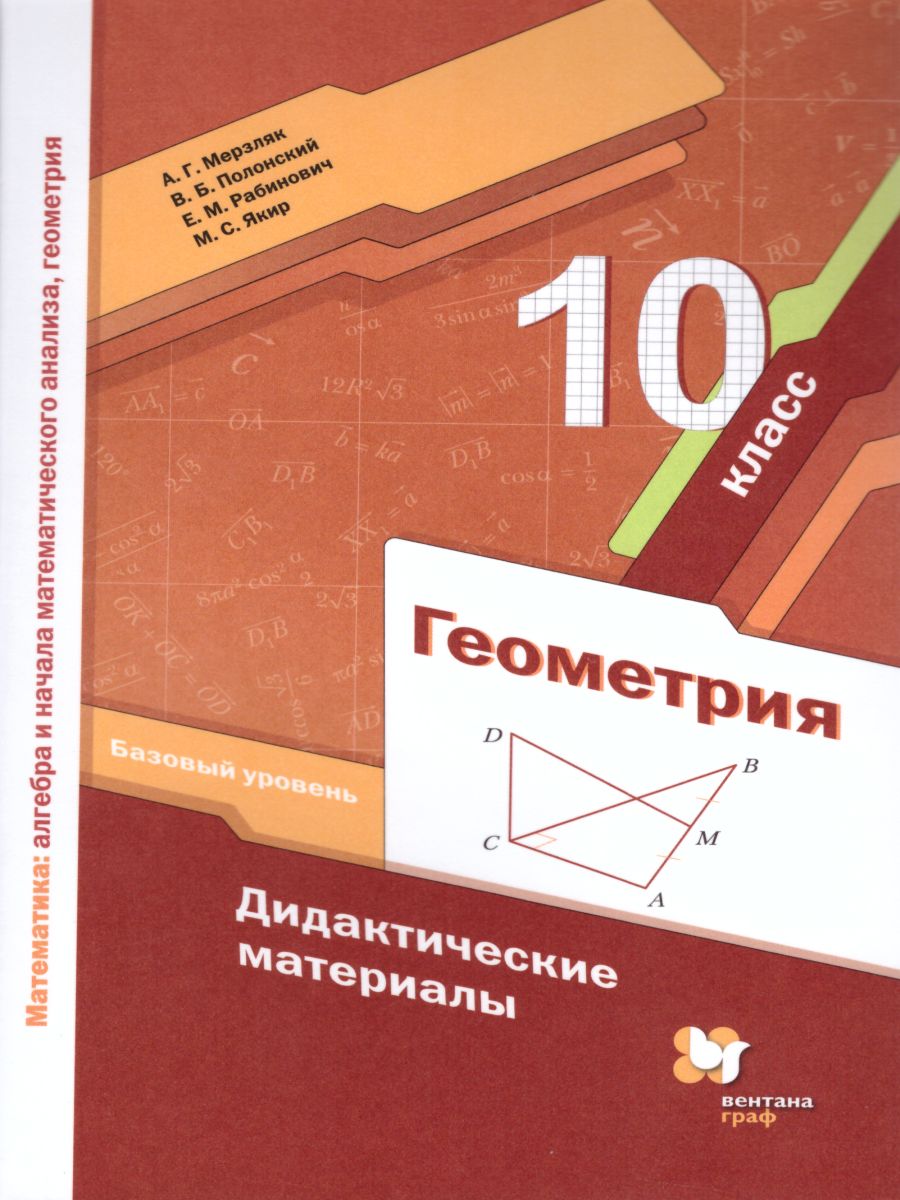 А. Г. Мерзляк
В. Б. Полонский
Е. М. Рабинович
М. С. Якир
10
класс
Математика: алгебра и начала математического анализа, геометрия
Геометрия
D
B
C
M
A
Базовый уровень
Дидактические
материалы
вентана
граф